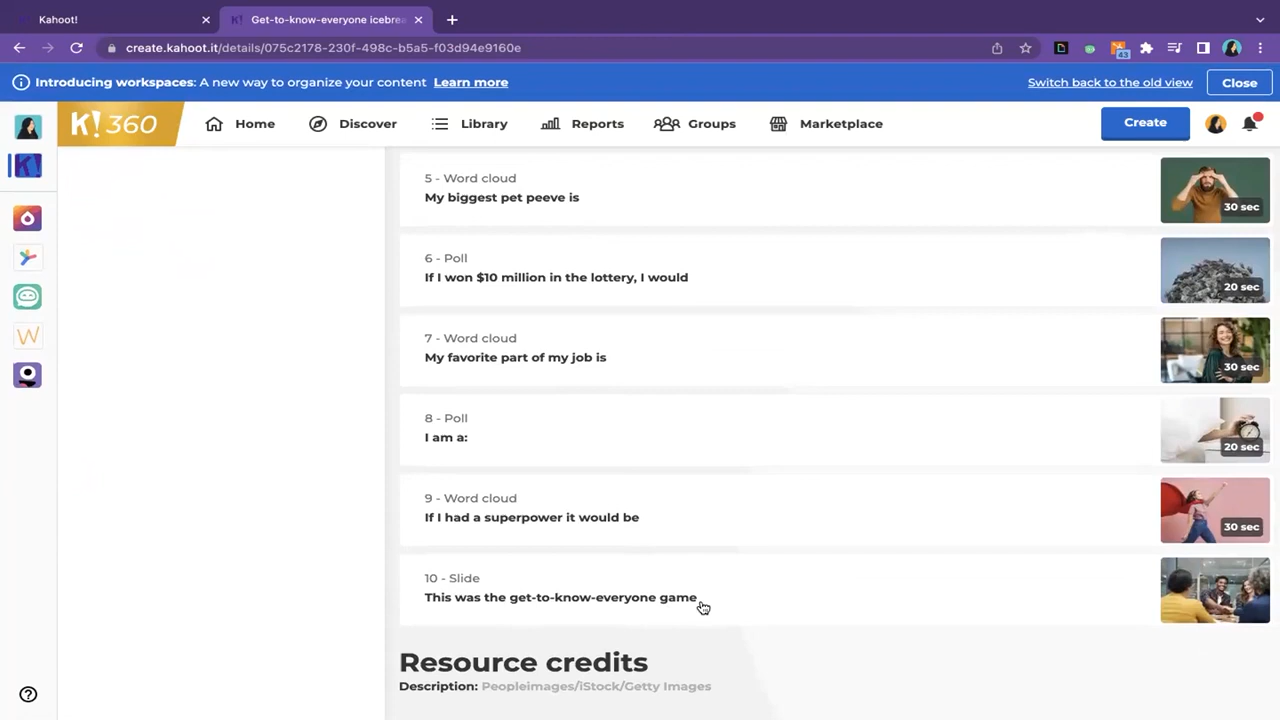 Kahoot!
Get-to-know-everyone icebrea
create.kahoot.it/details/075c2178-230f-498c-b5a5-f03d94e9160e
43
Introducing workspaces: A new way to organize your content Learn more
Switch back to the old view
Close
K! 360
Home
Discover
Library
Reports
Groups
Marketplace
Create
K!
5 - Word cloud
My biggest pet peeve is
30 sec
6 - Poll
If I won $10 million in the lottery, I would
20 sec
7 - Word cloud
My favorite part of my job is
30 sec
8 - Poll
I am a:
20 sec
9 - Word cloud
If I had a superpower it would be
30 sec
10 - Slide
This was the get-to-know-everyone game
Resource credits
Description: Peopleimages/iStock/Getty Images